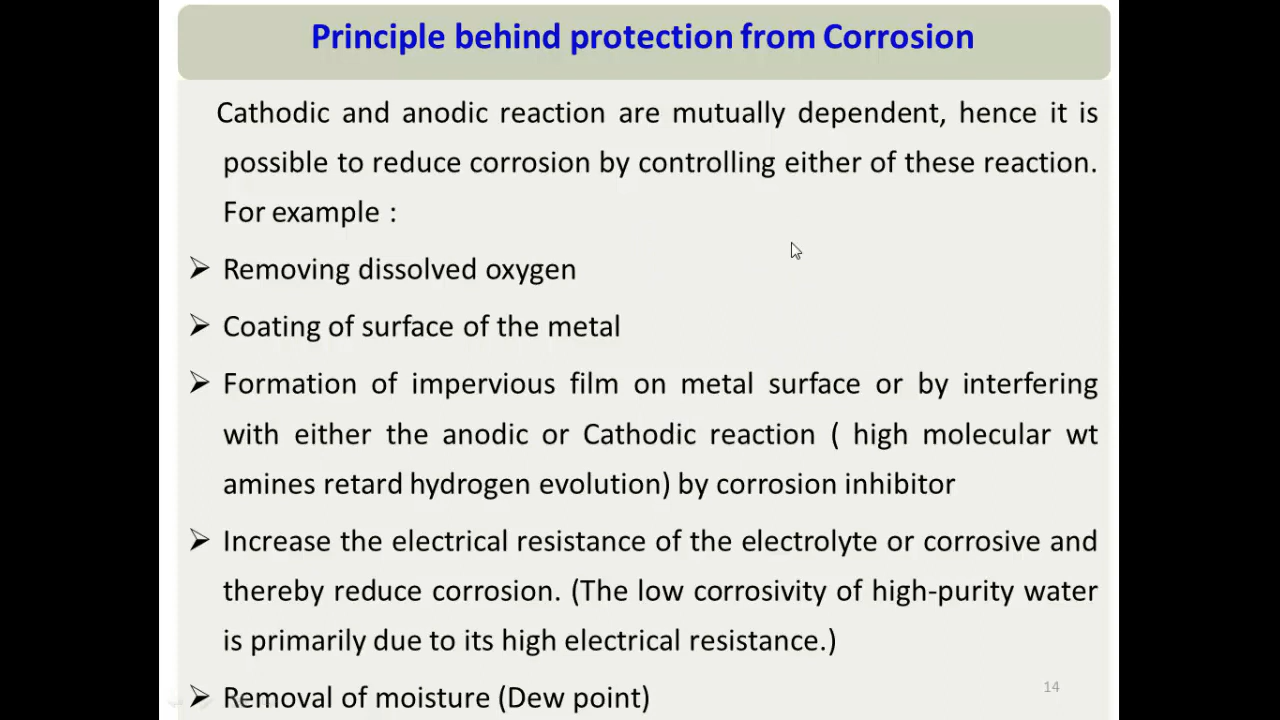 Principle behind protection from Corrosion
Cathodic and anodic reaction are mutually dependent, hence it is
possible to reduce corrosion by controlling either of these reaction.
For example :
➢ Removing dissolved oxygen
➢ Coating of surface of the metal
➢ Formation of impervious film on metal surface or by interfering
with either the anodic or Cathodic reaction ( high molecular wt
amines retard hydrogen evolution) by corrosion inhibitor
➢ Increase the electrical resistance of the electrolyte or corrosive and
thereby reduce corrosion. (The low corrosivity of high-purity water
is primarily due to its high electrical resistance.)
➢ Removal of moisture (Dew point)
14